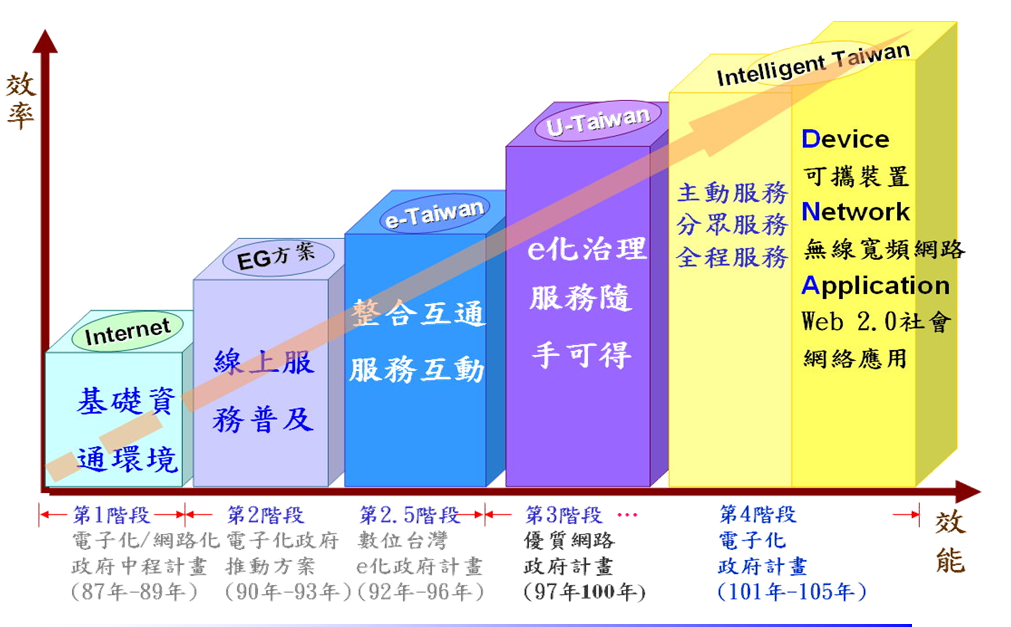 效率
Internet
基礎資
通環境
EG方案
線上服
務普及
e-Taiwan
整合互通
服務互動
U-Taiwan
e化治理
服務隨
手可得
Intelligent Taiwan
主動服務
分眾服務
全程服務
Device
可攜裝置
Network
無線寬頻網路
Application
Web 2.0社會
網絡應用
效能
第1階段
電子化/網路化
政府中程計畫
(87年-89年)
第2階段
電子化政府
推動方案
(90年-93年)
第2.5階段
數位台灣
e化政府計畫
(92年-96年)
第3階段 …
優質網路
政府計畫
(97年100年)
第4階段
電子化
政府計畫
(101年-105年)